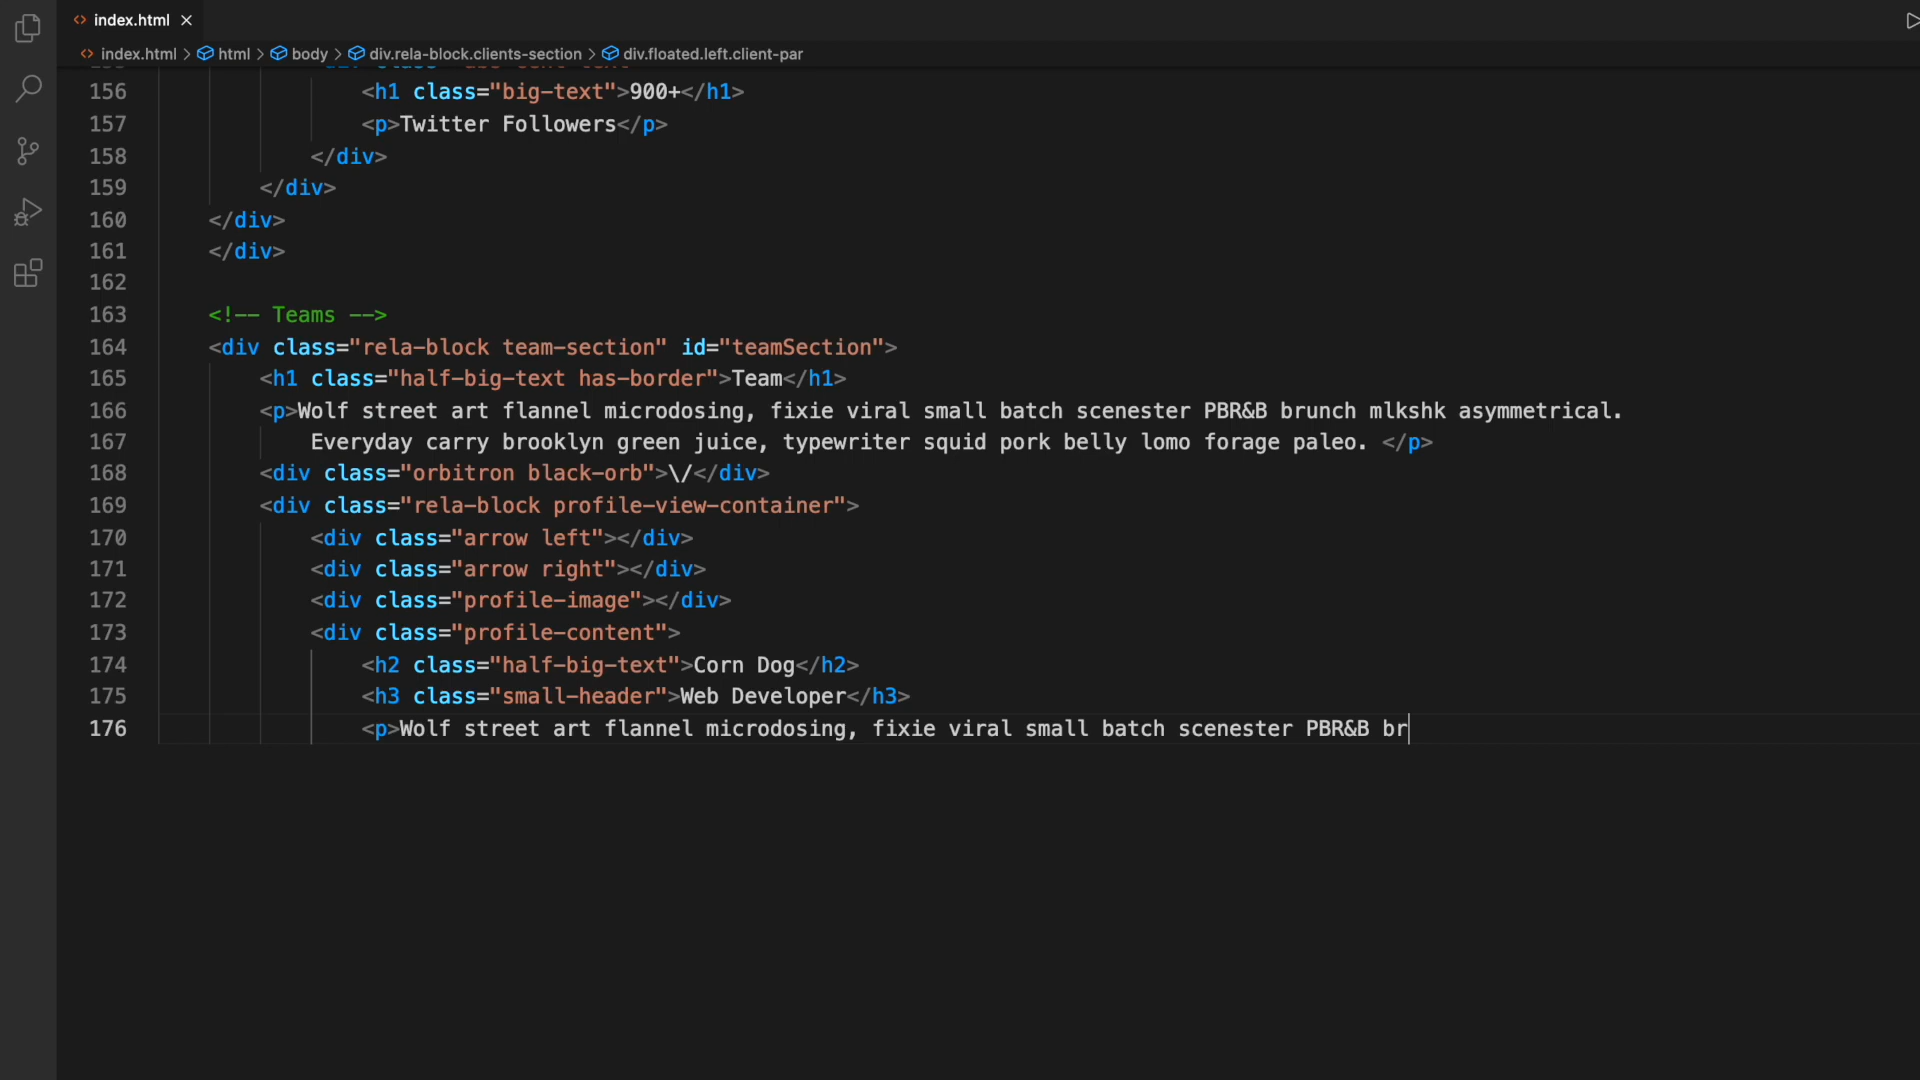 index.html
index.html > html > body > div.rela-block.clients-section > div.floated.left.client-par
156 <h1 class="big-text">900+</h1>
157 <p>Twitter Followers</p>
158 </div>
159 </div>
160 </div>
161 </div>
162
163 <!-- Teams -->
164 <div class="rela-block team-section" id="teamSection">
165 <h1 class="half-big-text has-border">Team</h1>
166 <p>Wolf street art flannel microdosing, fixie viral small batch scenester PBR&B brunch mlkshk asymmetrical.
167 Everyday carry brooklyn green juice, typewriter squid pork belly lomo forage paleo. </p>
168 <div class="orbitron black-orb">\/</div>
169 <div class="rela-block profile-view-container">
170 <div class="arrow left"></div>
171 <div class="arrow right"></div>
172 <div class="profile-image"></div>
173 <div class="profile-content">
174 <h2 class="half-big-text">Corn Dog</h2>
175 <h3 class="small-header">Web Developer</h3>
176 <p>Wolf street art flannel microdosing, fixie viral small batch scenester PBR&B br